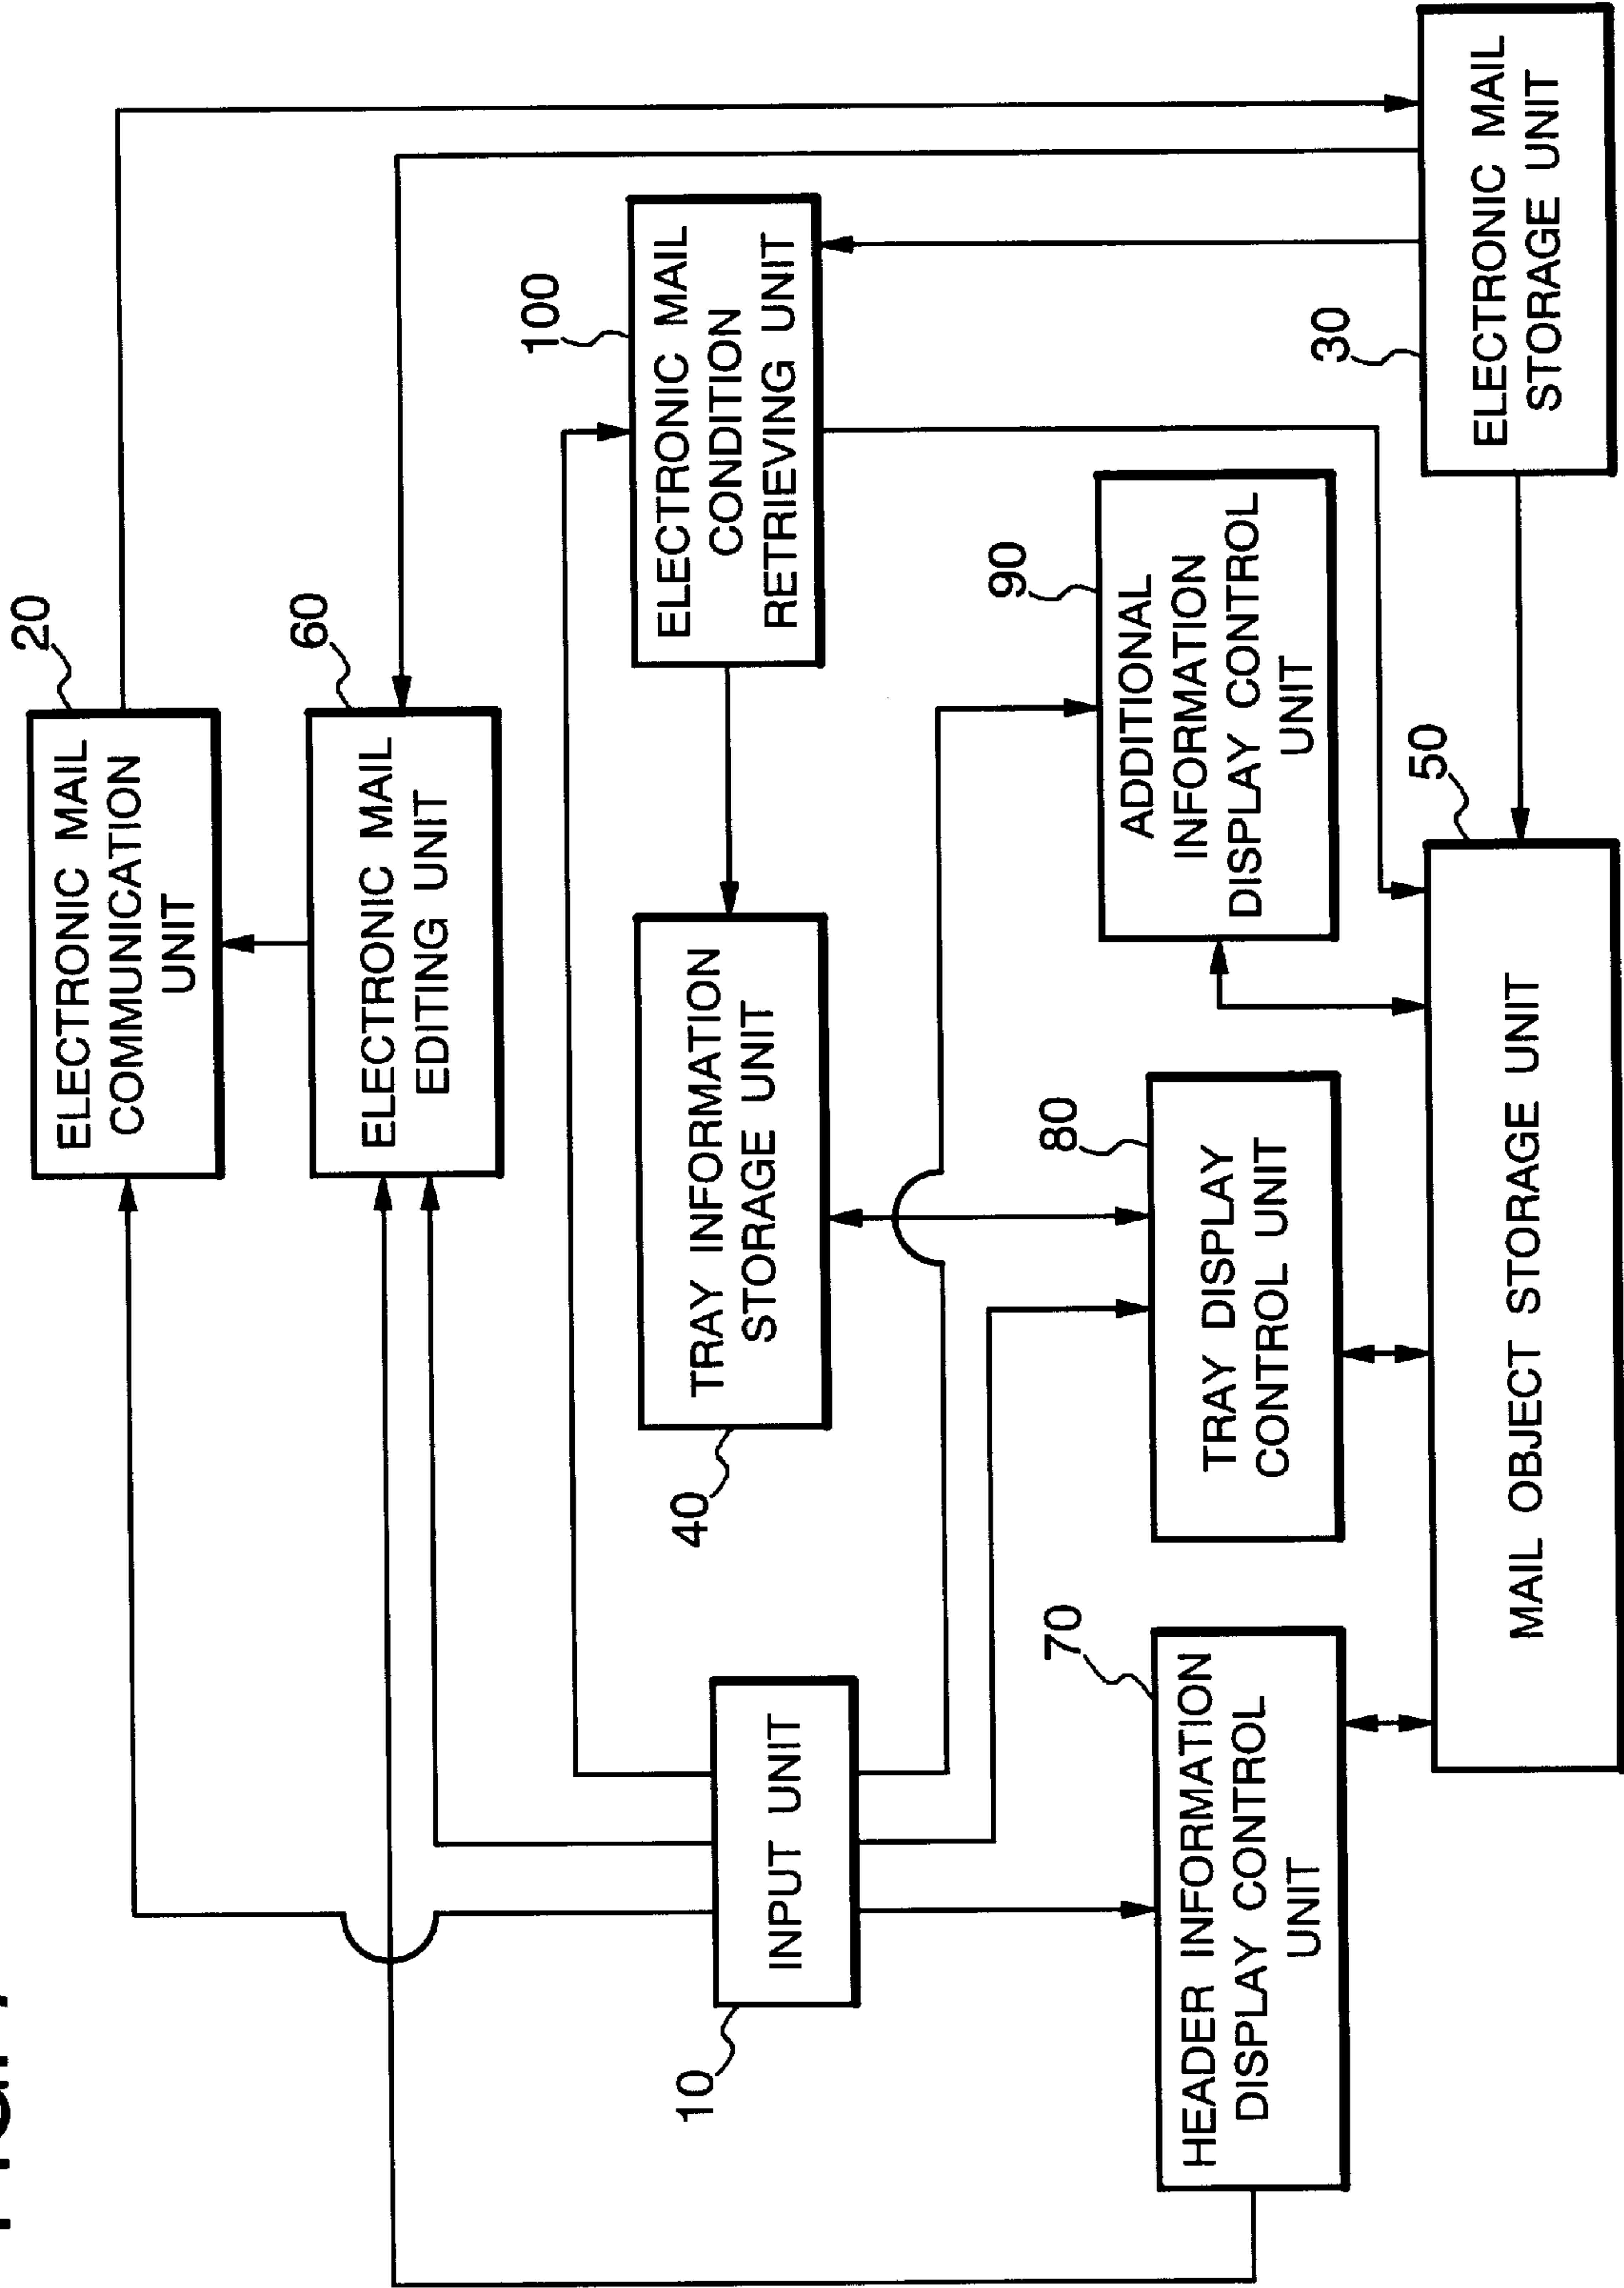 20
ELECTRONIC MAIL
COMMUNICATION
UNIT
60
ELECTRONIC MAIL
EDITING UNIT
100
ELECTRONIC MAIL
CONDITION
RETRIEVING UNIT
40
TRAY INFORMATION
STORAGE UNIT
10
INPUT UNIT
70
HEADER INFORMATION
DISPLAY CONTROL
UNIT
80
TRAY DISPLAY
CONTROL UNIT
90
ADDITIONAL
INFORMATION
DISPLAY CONTROL
UNIT
50
MAIL OBJECT STORAGE UNIT
30
ELECTRONIC MAIL
STORAGE UNIT